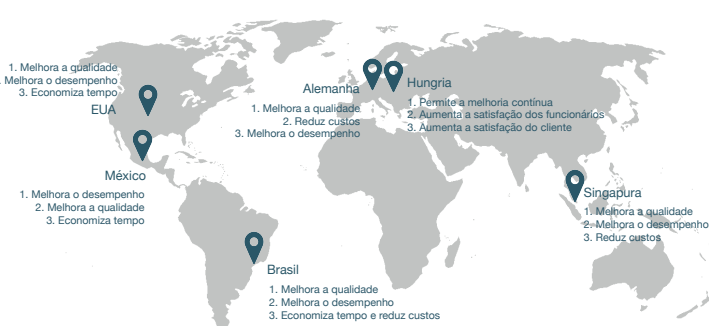 1. Melhora a qualidade
. Melhora o desempenho
3. Economiza tempo
EUA
México
1. Melhora o desempenho
2. Melhora a qualidade
3. Economiza tempo
Brasil
1. Melhora a qualidade
2. Melhora o desempenho
3. Economiza tempo e reduz custos
Alemanha
1. Melhora a qualidade
2. Reduz custos
3. Melhora o desempenho
Hungria
1. Permite a melhoria contínua
2. Aumenta a satisfação dos funcionários
3. Aumenta a satisfação do cliente
Singapura
1. Melhora a qualidade
2. Melhora o desempenho
3. Reduz custos